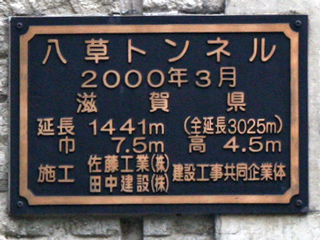 八草トンネル
2000年3月
滋賀県
延長 1441m (全延長3025m)
巾 7.5m 高 4.5m
施工 佐藤工業(株) 建設工事共同企業体
田中建設(株)